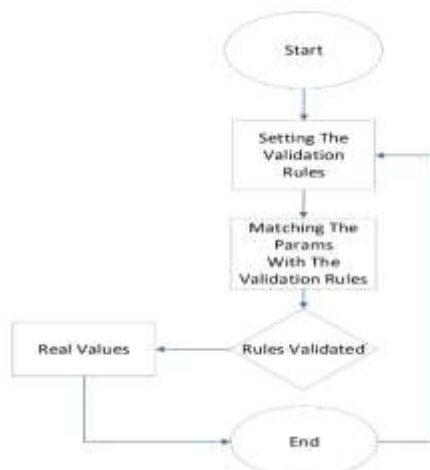 Start
Setting The
Validation
Rules
Matching The
Params
With The
Validation Rules
Real Values
Rules Validated
End